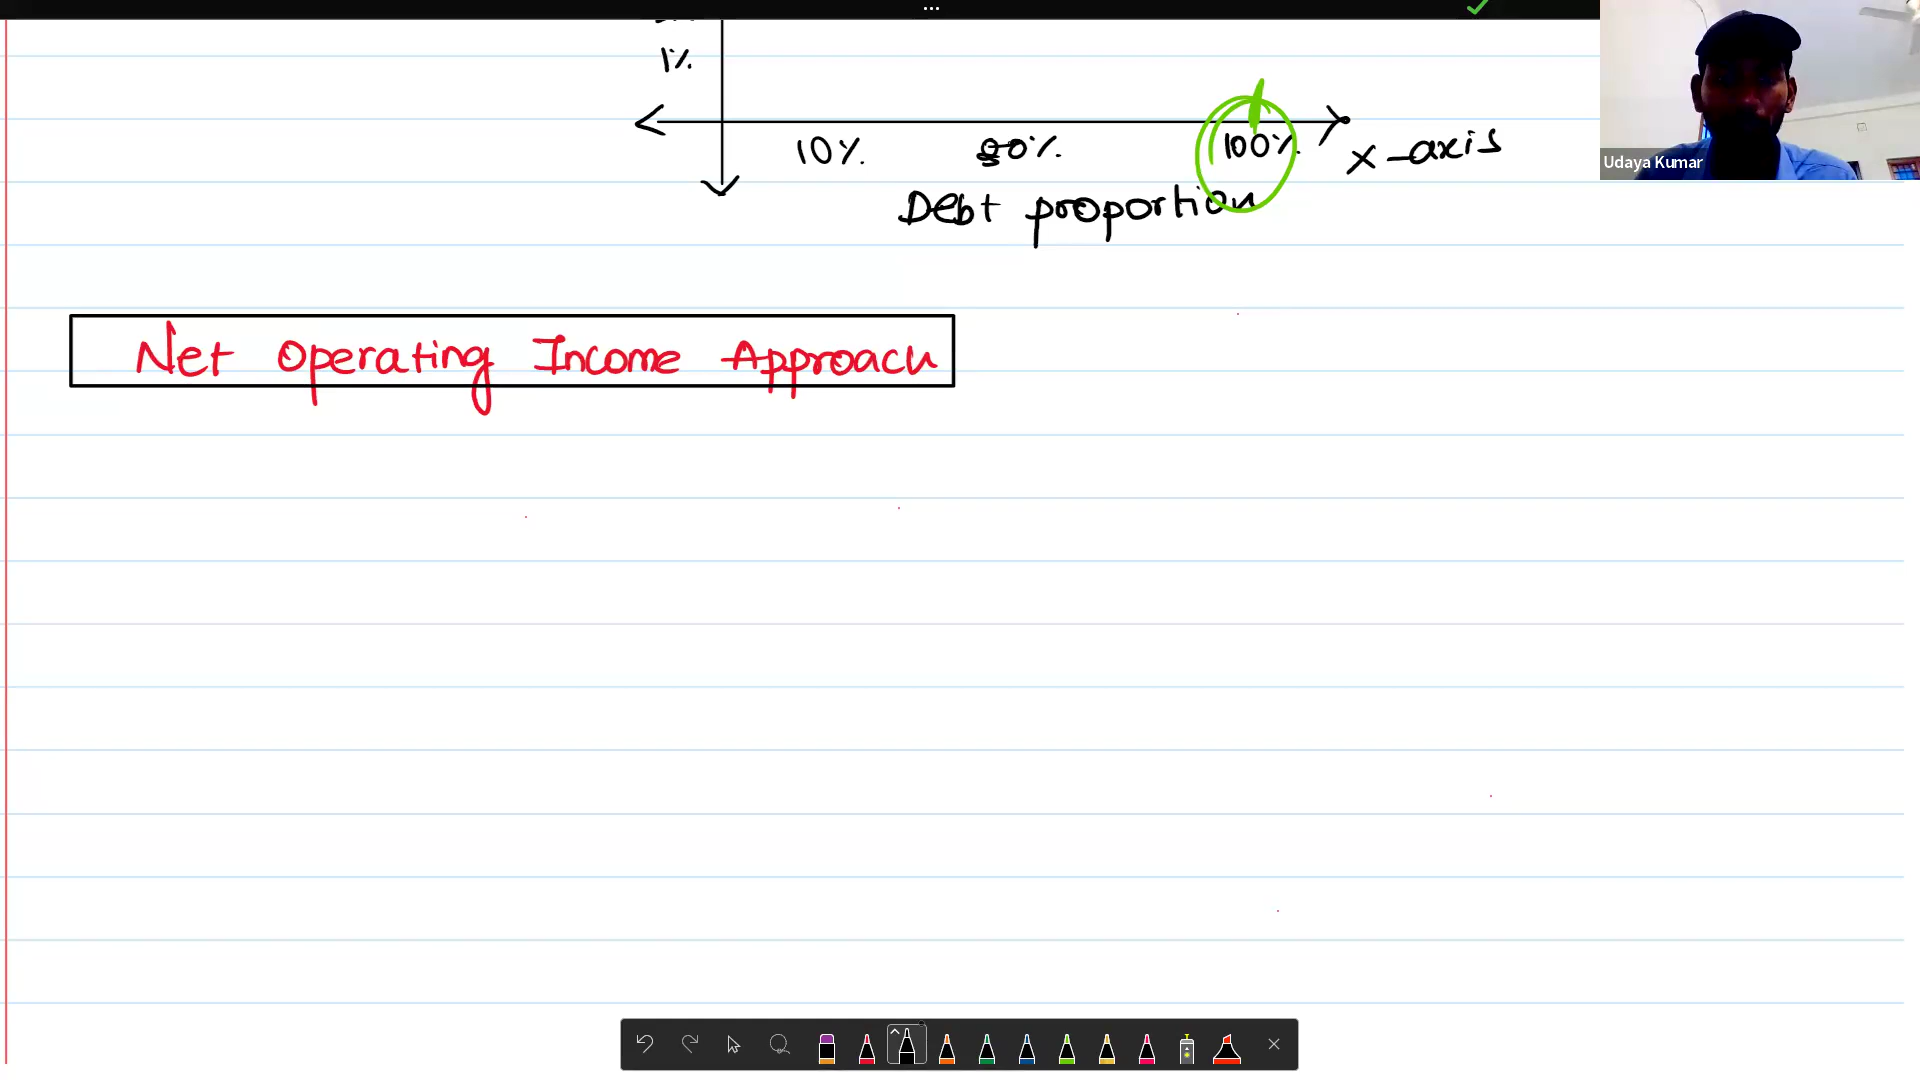 1%
10% 80% 100% X-axis
Debt proportion
Udaya Kumar
Net Operating Income Approach